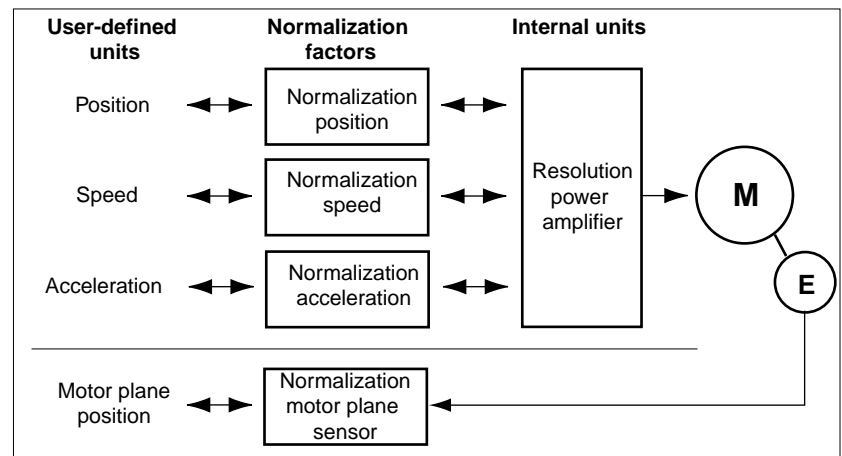 User-defined
units
Normalization
factors
Internal units
Position
Normalization
position
Speed
Normalization
speed
Resolution
power
amplifier
M
Acceleration
Normalization
acceleration
E
Motor plane
position
Normalization
motor plane
sensor